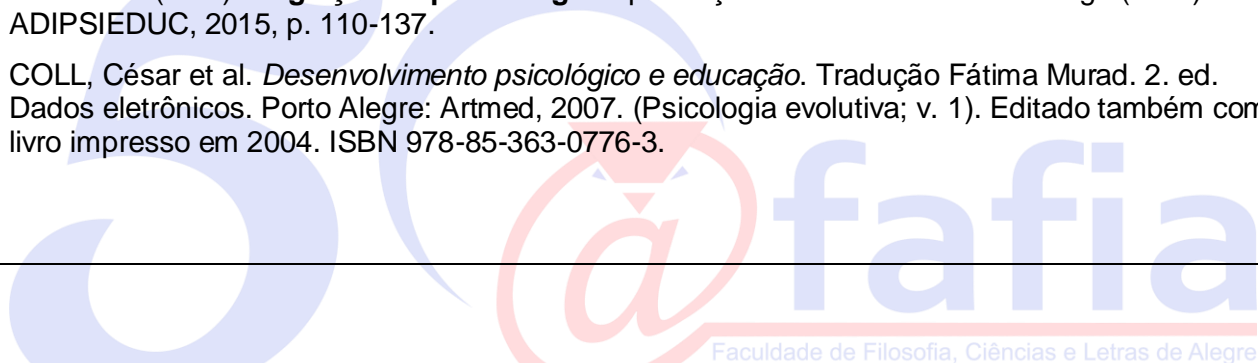 ADIPSIEDUC, 2015, p. 110-137.
COLL, César et al. Desenvolvimento psicológico e educação. Tradução Fátima Murad. 2. ed.
Dados eletrônicos. Porto Alegre: Artmed, 2007. (Psicologia evolutiva; v. 1). Editado também com
livro impresso em 2004. ISBN 978-85-363-0776-3.
50
@fafia
Faculdade de Filosofia, Ciências e Letras de Alegre